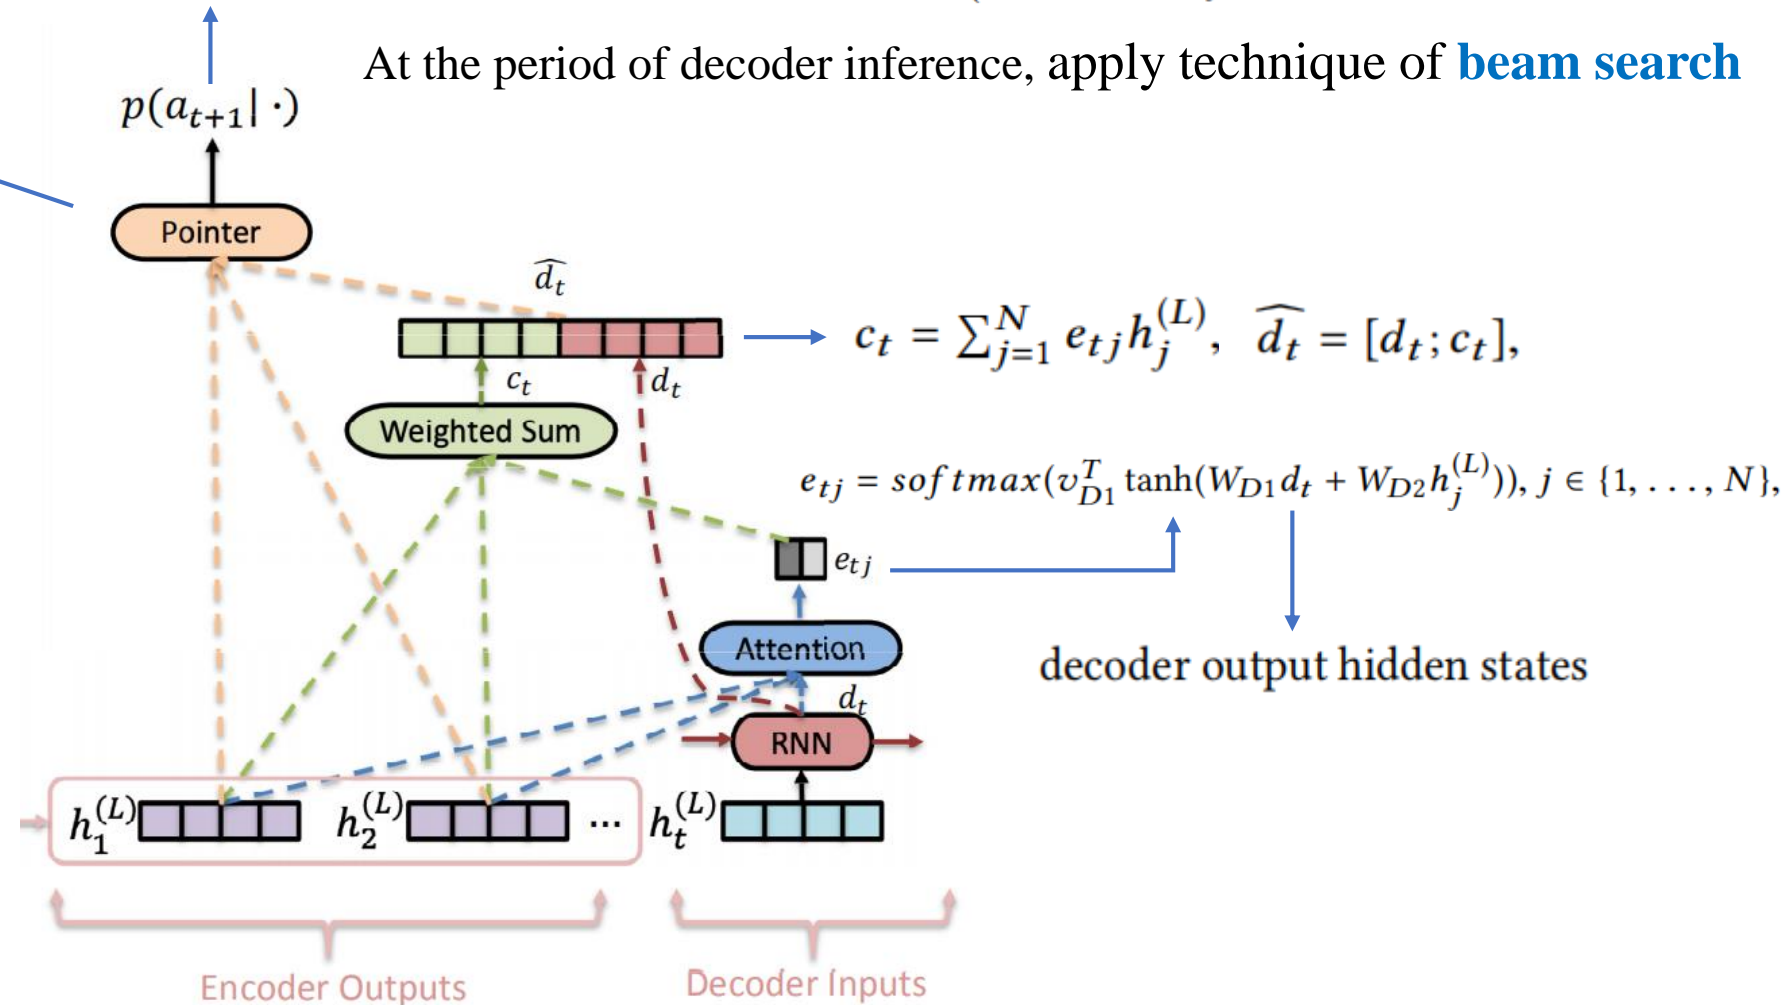 At the period of decoder inference, apply technique of beam search
p(a_{t+1}| ·)
Pointer
\widehat{d_t}
c_t = ∑_{j=1}^{N} e_{tj} h_j^{(L)}, \widehat{d_t} = [d_t; c_t],
c_t
d_t
Weighted Sum
e_{tj} = softmax(v_{D1}^T tanh(W_{D1} d_t + W_{D2} h_j^{(L)})), j ∈ {1, . . . , N},
e_{tj}
Attention
decoder output hidden states
d_t
RNN
h_1^{(L)} h_2^{(L)} ... h_t^{(L)}
Encoder Outputs
Decoder Inputs